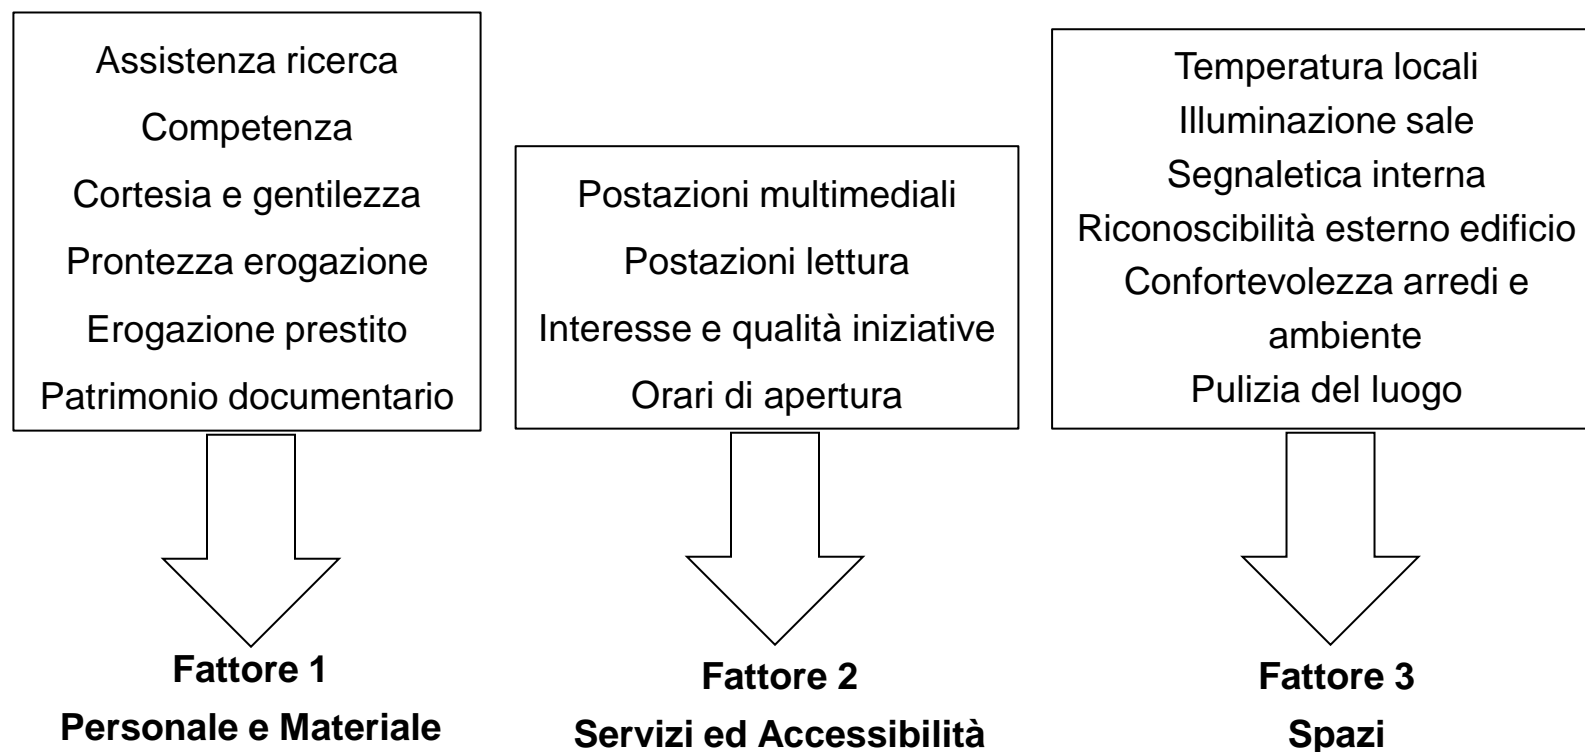 Assistenza ricerca
Competenza
Cortesia e gentilezza
Prontezza erogazione
Erogazione prestito
Patrimonio documentario
Postazioni multimediali
Postazioni lettura
Interesse e qualità iniziative
Orari di apertura
Temperatura locali
Illuminazione sale
Segnaletica interna
Riconoscibilità esterno edificio
Confortevolezza arredi e
ambiente
Pulizia del luogo
Fattore 1
Personale e Materiale
Fattore 2
Servizi ed Accessibilità
Fattore 3
Spazi